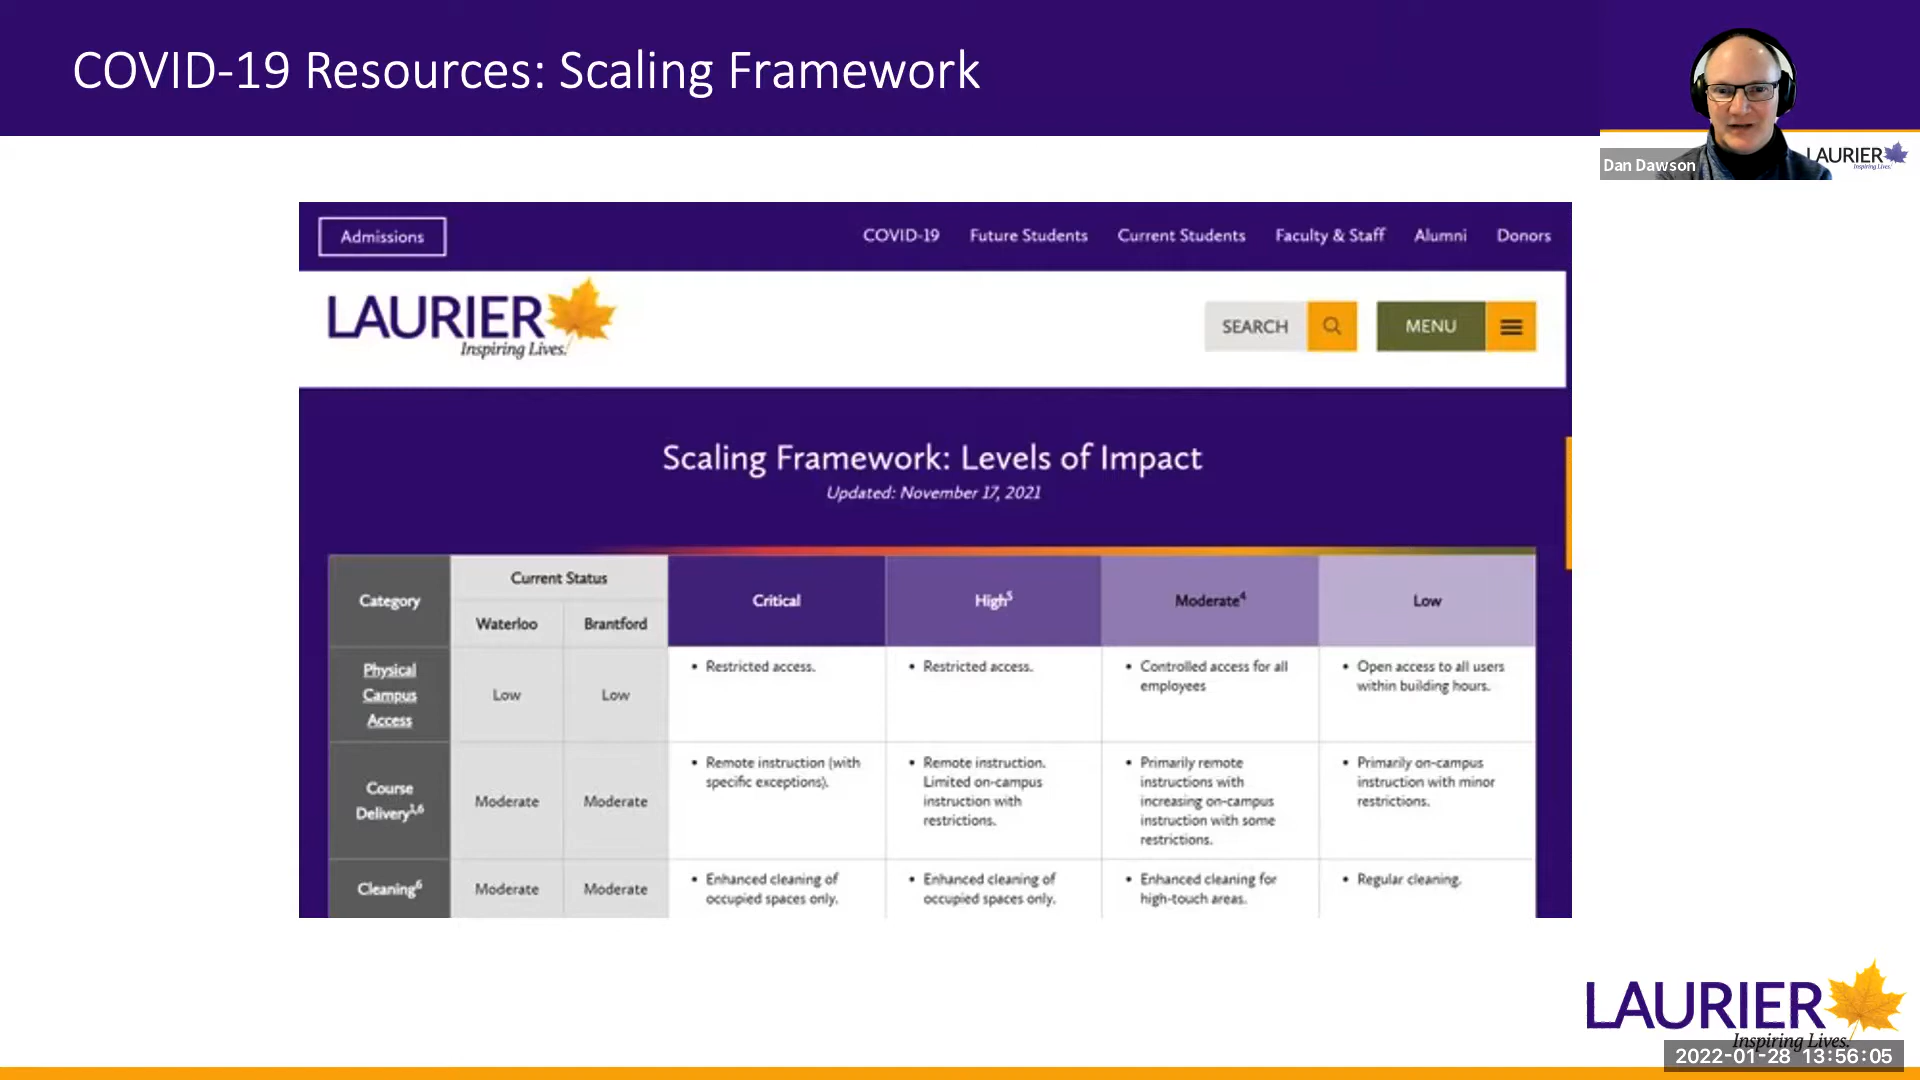 COVID-19 Resources: Scaling Framework
Dan Dawson
LAURIER
Inspiring Lives.
Admissions
COVID-19 Future Students Current Students Faculty & Staff Alumni Donors
LAURIER
Inspiring Lives.
SEARCH
MENU
Scaling Framework: Levels of Impact
Updated: November 17, 2021
Category
Current Status
Waterloo
Brantford
Critical
High⁵
Moderate⁴
Low
Physical
Campus
Access
Low
Low
• Restricted access.
• Restricted access.
• Controlled access for all
employees
• Open access to all users
within building hours.
Course
Delivery¹,⁶
Moderate
Moderate
• Remote instruction (with
specific exceptions).
• Remote instruction.
Limited on-campus
instruction with
restrictions.
• Primarily remote
instructions with
increasing on-campus
instruction with some
restrictions.
• Primarily on-campus
instruction with minor
restrictions.
Cleaning⁶
Moderate
Moderate
• Enhanced cleaning of
occupied spaces only.
• Enhanced cleaning of
occupied spaces only.
• Enhanced cleaning for
high-touch areas.
• Regular cleaning.
LAURIER
Inspiring Lives.
2022-01-28 13:56:05